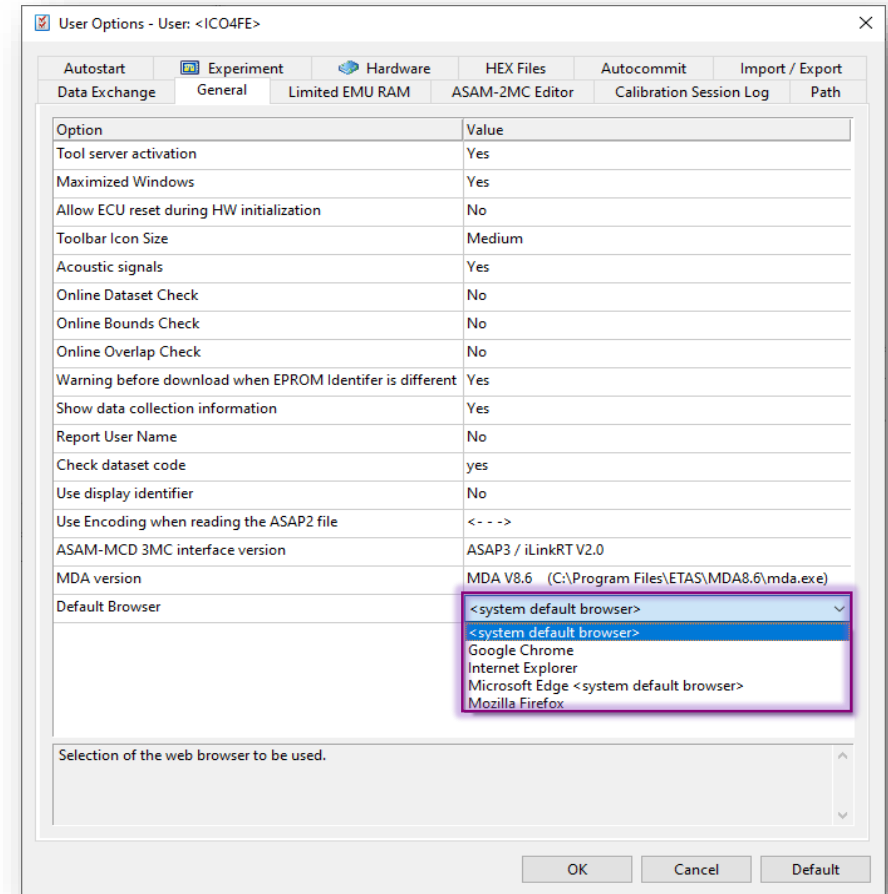 User Options - User: <ICO4FE>
Autostart Experiment Hardware HEX Files Autocommit Import / Export
Data Exchange General Limited EMU RAM ASAM-2MC Editor Calibration Session Log Path
Option Value
Tool server activation Yes
Maximized Windows Yes
Allow ECU reset during HW initialization No
Toolbar Icon Size Medium
Acoustic signals Yes
Online Dataset Check No
Online Bounds Check No
Online Overlap Check No
Warning before download when EPROM Identifer is different Yes
Show data collection information Yes
Report User Name No
Check dataset code yes
Use display identifier No
Use Encoding when reading the ASAP2 file <- - ->
ASAM-MCD 3MC interface version ASAP3 / iLinkRT V2.0
MDA version MDA V8.6 (C:\Program Files\ETAS\MDA8.6\mda.exe)
Default Browser <system default browser>
<system default browser>
Google Chrome
Internet Explorer
Microsoft Edge <system default browser>
Mozilla Firefox
Selection of the web browser to be used.
OK Cancel Default